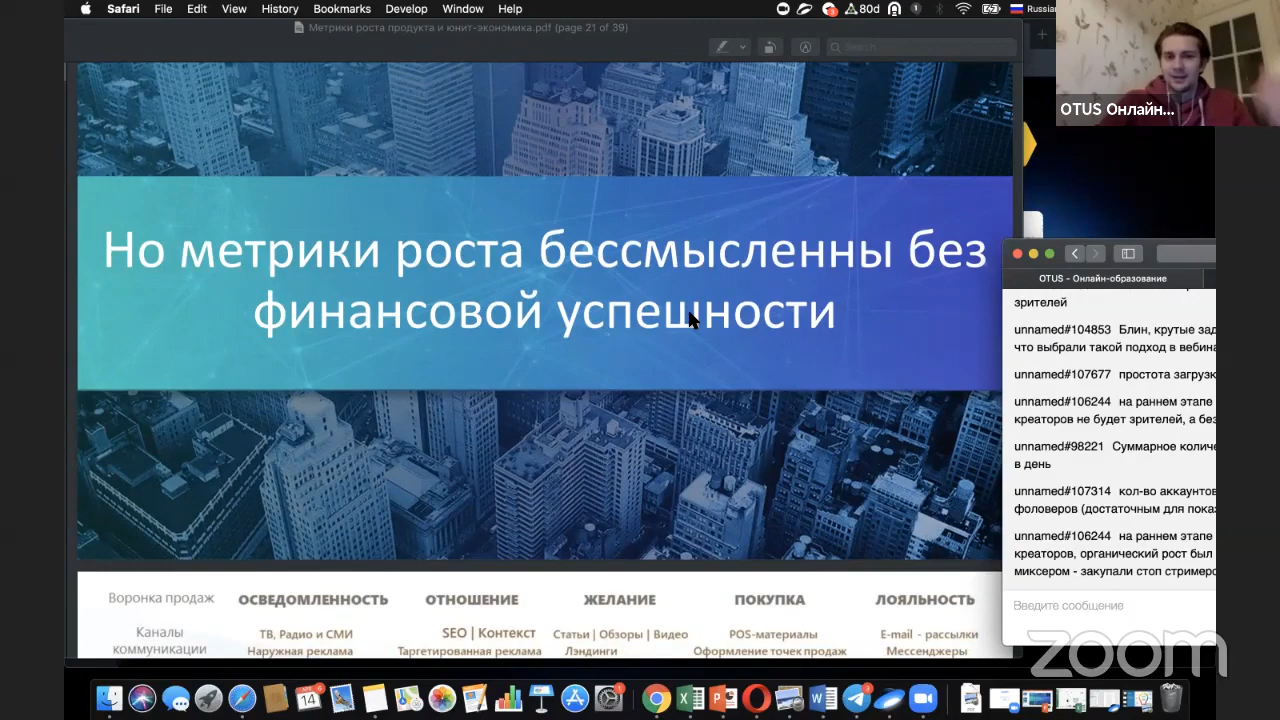 Safari File Edit View History Bookmarks Develop Window Help
80d
Russian
Метрики роста продукта и юнит-экономика.pdf (page 21 of 39)
Search
OTUS Онлайн...
Но метрики роста бессмысленны без
финансовой успешности
OTUS - Онлайн-образование
зрителей
unnamed#104853 Блин, крутые зад
что выбрали такой подход в вебина
unnamed#107677 простота загрузк
unnamed#106244 на раннем этапе
креаторов не будет зрителей, а без
unnamed#98221 Суммарное количе
в день
unnamed#107314 кол-во аккаунтов
фоловеров (достаточным для пока
unnamed#106244 на раннем этапе
креаторов, органический рост был
миксером - закупали стоп стримеро
Введите сообщение
Воронка продаж ОСВЕДОМЛЕННОСТЬ ОТНОШЕНИЕ ЖЕЛАНИЕ ПОКУПКА ЛОЯЛЬНОСТЬ
Каналы
коммуникации
ТВ, Радио и СМИ
Наружная реклама
SEO | Контекст
Таргетированная реклама
Статьи | Обзоры | Видео
Лэндинги
POS-материалы
Оформление точек продаж
E-mail - рассылки
Мессенджеры
zoom
14